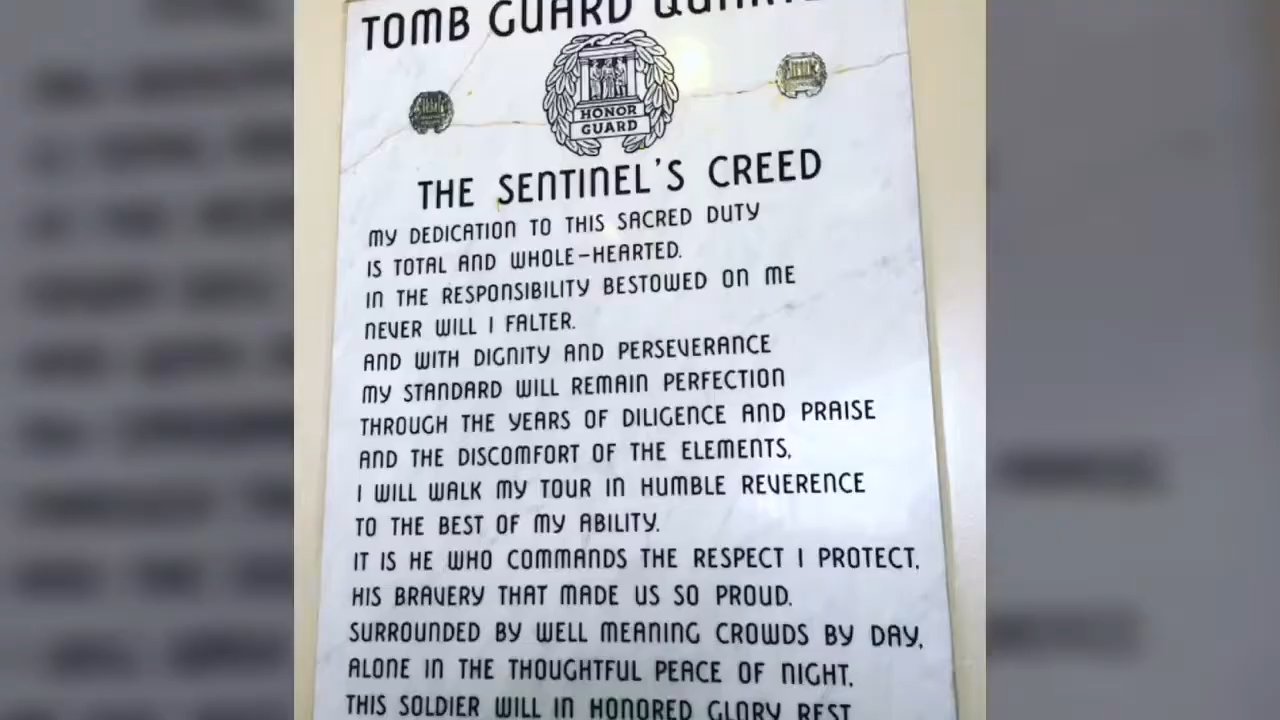 TOMB GUARD
HONOR
GUARD
THE SENTINEL'S CREED
MY DEDICATION TO THIS SACRED DUTY
IS TOTAL AND WHOLE-HEARTED.
IN THE RESPONSIBILITY BESTOWED ON ME
NEVER WILL I FALTER.
AND WITH DIGNITY AND PERSEVERANCE
MY STANDARD WILL REMAIN PERFECTION
THROUGH THE YEARS OF DILIGENCE AND PRAISE
AND THE DISCOMFORT OF THE ELEMENTS,
I WILL WALK MY TOUR IN HUMBLE REVERENCE
TO THE BEST OF MY ABILITY.
IT IS HE WHO COMMANDS THE RESPECT I PROTECT,
HIS BRAVERY THAT MADE US SO PROUD.
SURROUNDED BY WELL MEANING CROWDS BY DAY,
ALONE IN THE THOUGHTFUL PEACE OF NIGHT,
THIS SOLDIER WILL IN HONORED GLORY REST